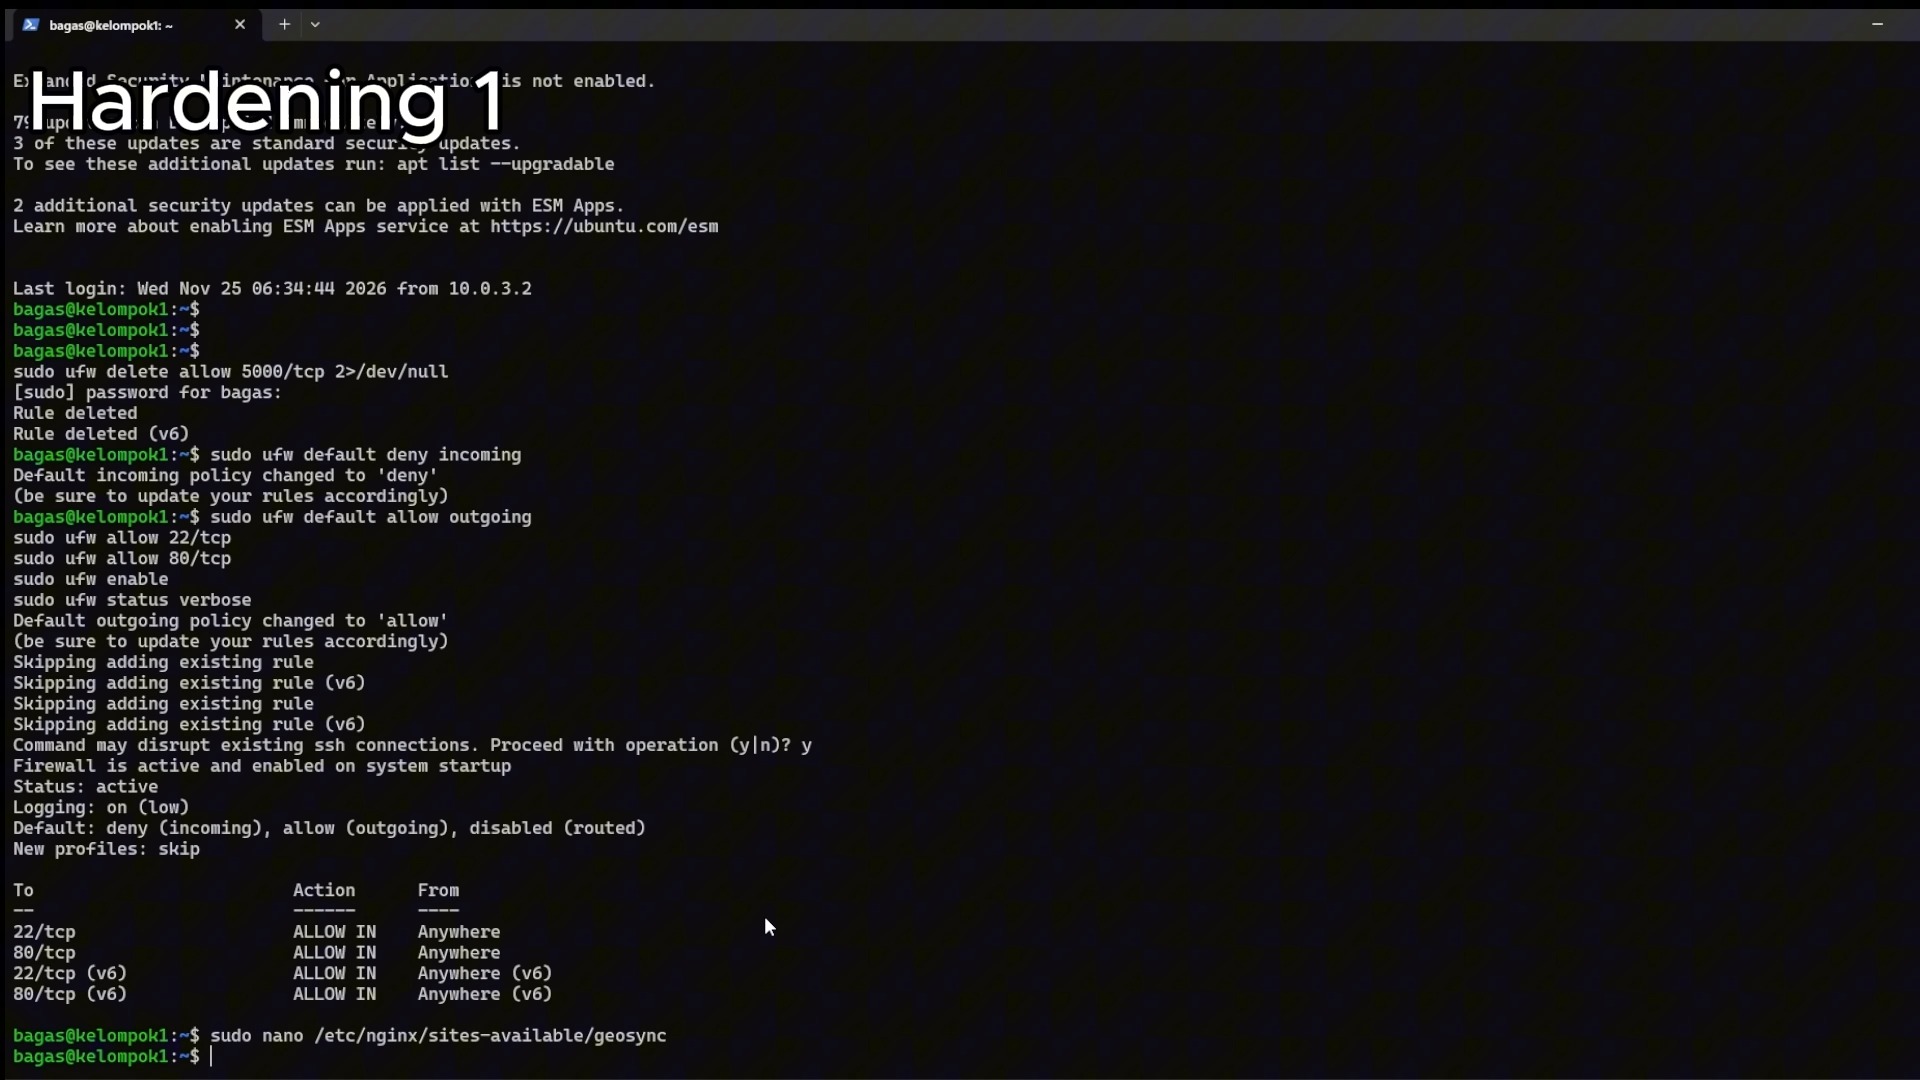 bagas@kelompok1: ~
Hardening 1
is not enabled.
3 of these updates are standard security updates.
To see these additional updates run: apt list --upgradable
2 additional security updates can be applied with ESM Apps.
Learn more about enabling ESM Apps service at https://ubuntu.com/esm
Last login: Wed Nov 25 06:34:44 2026 from 10.0.3.2
bagas@kelompok1:~$
bagas@kelompok1:~$
bagas@kelompok1:~$
sudo ufw delete allow 5000/tcp 2>/dev/null
[sudo] password for bagas:
Rule deleted
Rule deleted (v6)
bagas@kelompok1:~$ sudo ufw default deny incoming
Default incoming policy changed to 'deny'
(be sure to update your rules accordingly)
bagas@kelompok1:~$ sudo ufw default allow outgoing
sudo ufw allow 22/tcp
sudo ufw allow 80/tcp
sudo ufw enable
sudo ufw status verbose
Default outgoing policy changed to 'allow'
(be sure to update your rules accordingly)
Skipping adding existing rule
Skipping adding existing rule (v6)
Skipping adding existing rule
Skipping adding existing rule (v6)
Command may disrupt existing ssh connections. Proceed with operation (y|n)? y
Firewall is active and enabled on system startup
Status: active
Logging: on (low)
Default: deny (incoming), allow (outgoing), disabled (routed)
New profiles: skip
To Action From
-- ------ ----
22/tcp ALLOW IN Anywhere
80/tcp ALLOW IN Anywhere
22/tcp (v6) ALLOW IN Anywhere (v6)
80/tcp (v6) ALLOW IN Anywhere (v6)
bagas@kelompok1:~$ sudo nano /etc/nginx/sites-available/geosync
bagas@kelompok1:~$